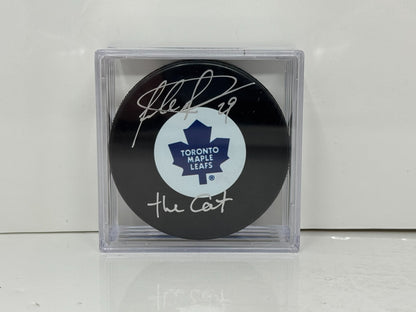 29
TORONTO
MAPLE
LEAFS
®
the Cat